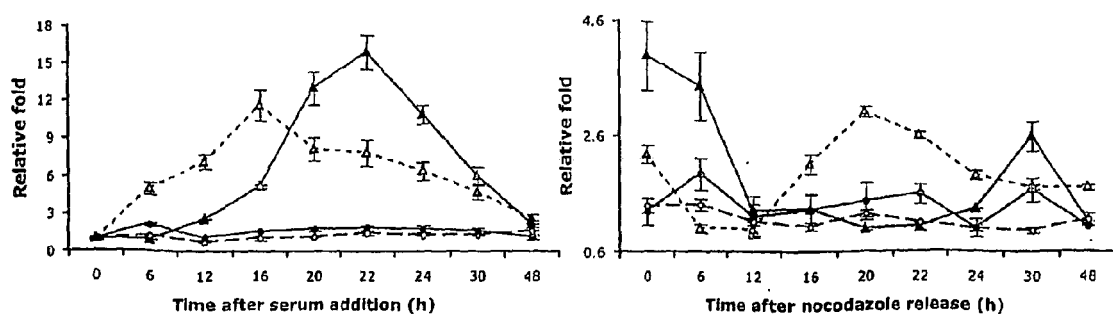 Relative fold
18
15
12
9
6
3
0
0 6 12 16 20 22 24 30 48
Time after serum addition (h)
Relative fold
4.6
2.6
0.6
0 6 12 16 20 22 24 30 48
Time after nocodazole release (h)